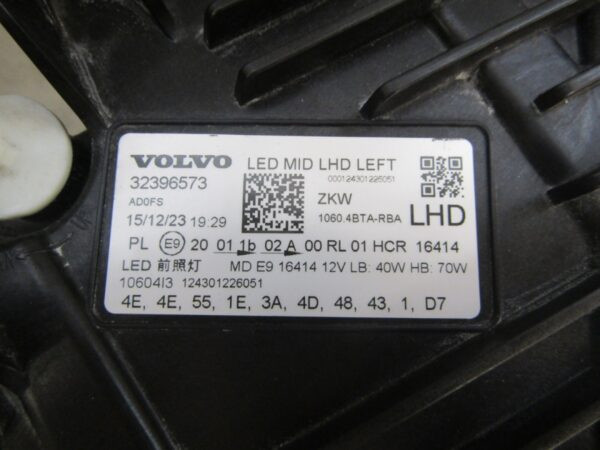 VOLVO LED MID LHD LEFT
000124301226051
32396573 ZKW
AD0FS
15/12/23 19:29 1060.4BTA-RBA LHD
PL E9 20 01 1b 02 A 00 RL 01 HCR 16414
LED 前照灯 MD E9 16414 12V LB: 40W HB: 70W
10604I3 124301226051
4E, 4E, 55, 1E, 3A, 4D, 48, 43, 1, D7